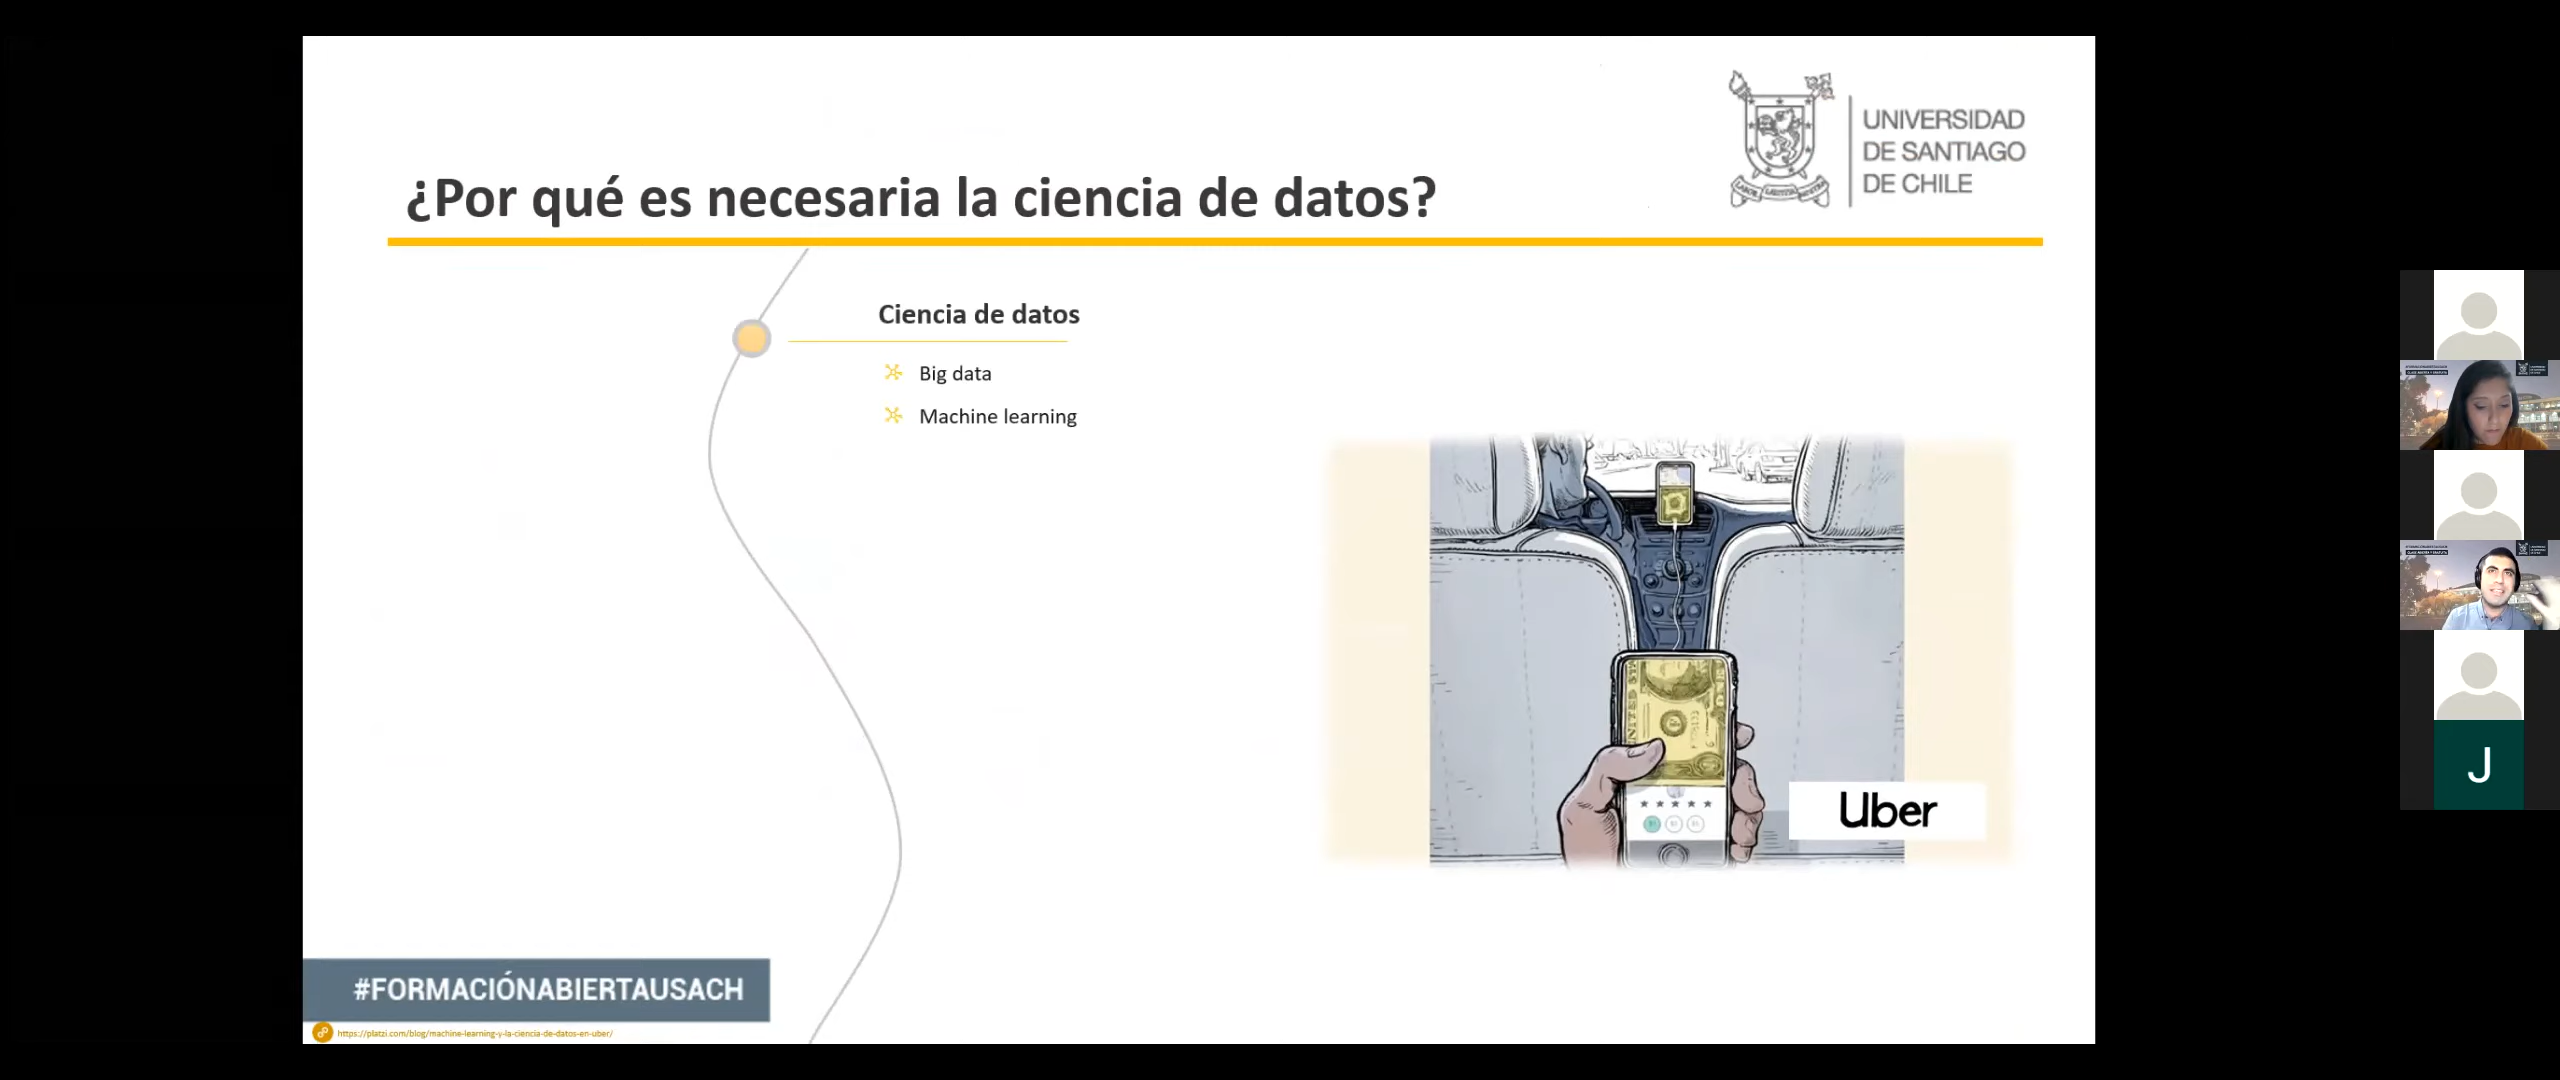 UNIVERSIDAD
DE SANTIAGO
DE CHILE
¿Por qué es necesaria la ciencia de datos?
Ciencia de datos
Big data
Machine learning
Uber
#FORMACIÓNABIERTAUSACH
https://platzi.com/blog/machine-learning-y-la-ciencia-de-datos-en-uber/
J